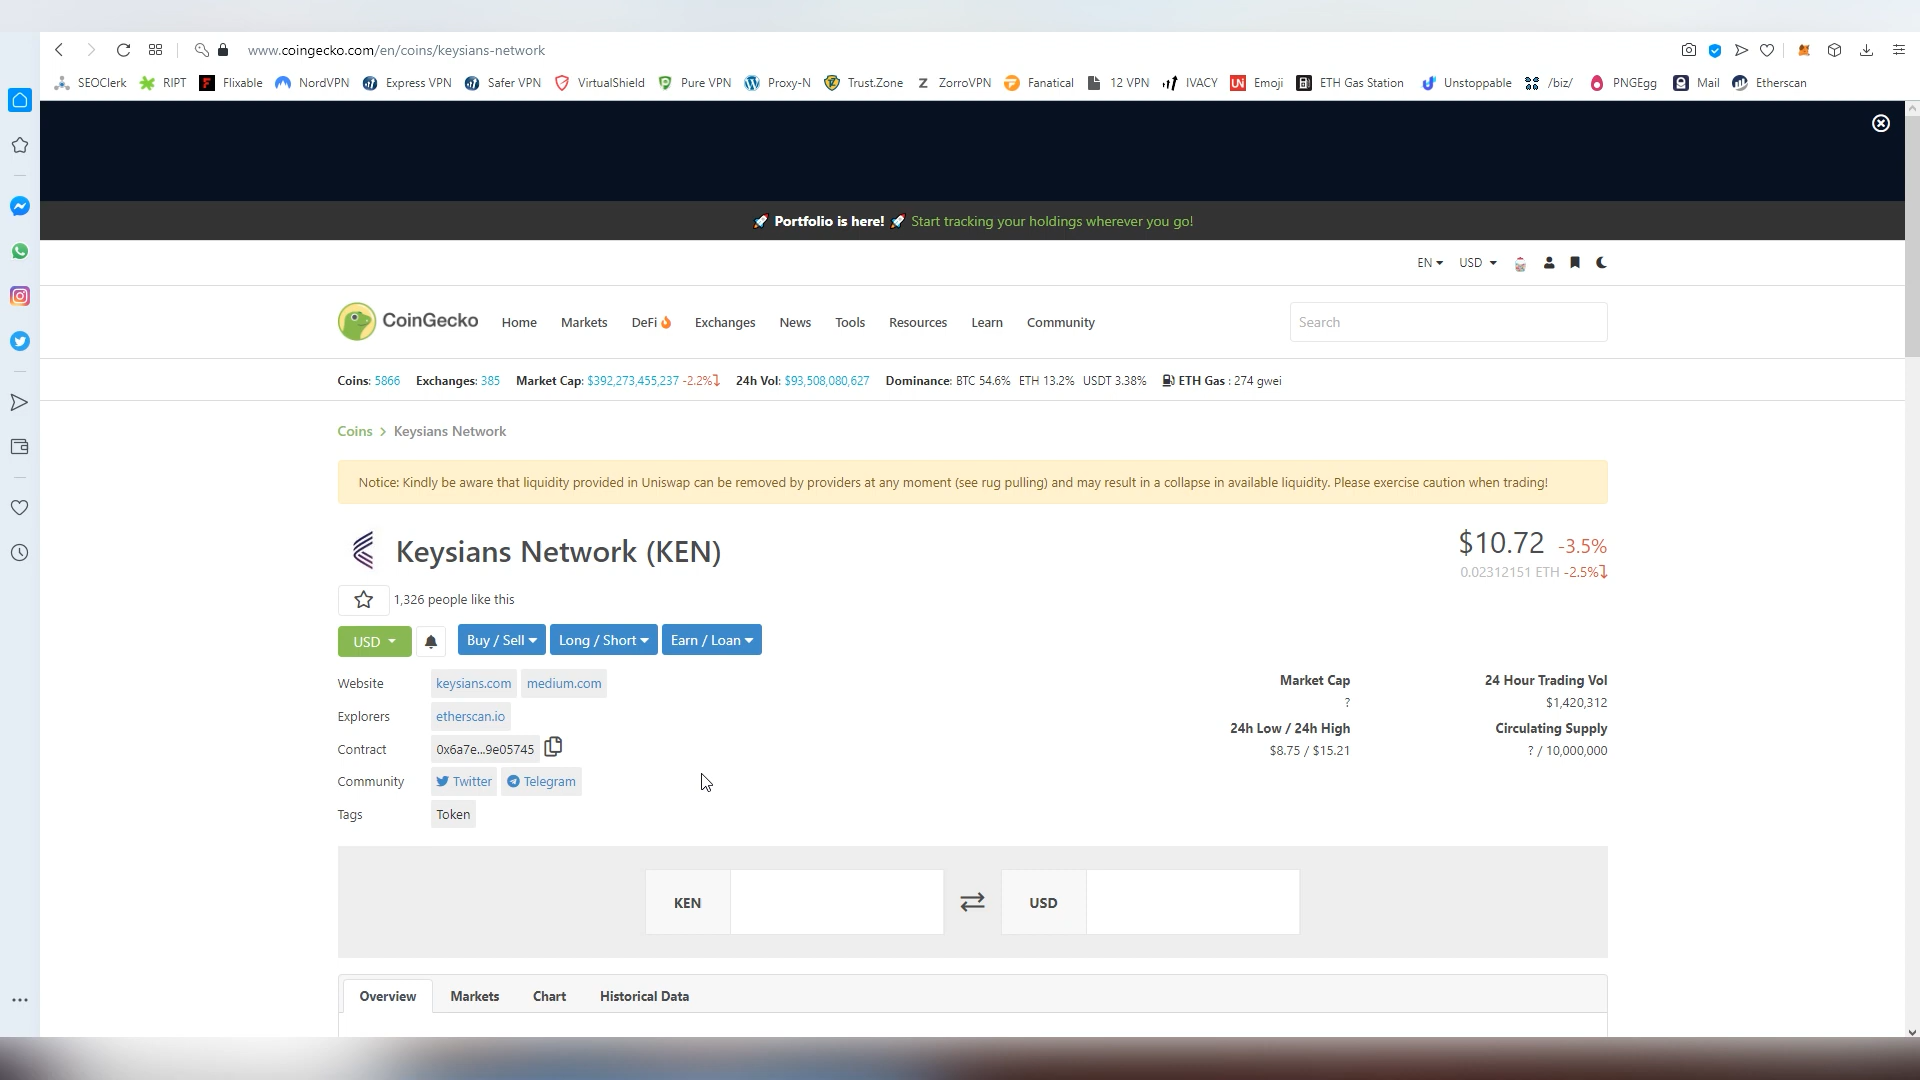 www.coingecko.com/en/coins/keysians-network
SEOClerk RIPT Flixable NordVPN Express VPN Safer VPN VirtualShield Pure VPN Proxy-N Trust.Zone ZorroVPN Fanatical 12 VPN IVACY Emoji ETH Gas Station Unstoppable /biz/ PNGEgg Mail Etherscan
Portfolio is here! Start tracking your holdings wherever you go!
EN USD
CoinGecko Home Markets DeFi Exchanges News Tools Resources Learn Community Search
Coins: 5866 Exchanges: 385 Market Cap: $392,273,455,237 -2.2% 24h Vol: $93,508,080,627 Dominance: BTC 54.6% ETH 13.2% USDT 3.38% ETH Gas : 274 gwei
Coins > Keysians Network
Notice: Kindly be aware that liquidity provided in Uniswap can be removed by providers at any moment (see rug pulling) and may result in a collapse in available liquidity. Please exercise caution when trading!
Keysians Network (KEN) $10.72 -3.5%
0.02312151 ETH -2.5%
1,326 people like this
USD Buy / Sell Long / Short Earn / Loan
Website keysians.com medium.com Market Cap 24 Hour Trading Vol
? $1,420,312
Explorers etherscan.io 24h Low / 24h High Circulating Supply
Contract 0x6a7e...9e05745 $8.75 / $15.21 ? / 10,000,000
Community Twitter Telegram
Tags Token
KEN USD
Overview Markets Chart Historical Data